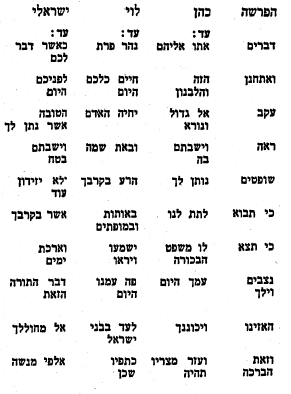 הפרשה כהן לוי ישראלי
עד: עד: עד:
דברים אתו אליהם נהר פרת כאשר דבר
לכם
ואתחנן הזה חיים כלכם לפניכם
והלבנון היום היום
עקב אל גדול יחיה האדם הטובה
ונורא אשר נתן לך
ראה וישבתם ובאת שמה וישבתם
בה בטח
שופטים נותן לך הרע בקרבך ולא יזידון
עוד
כי תבוא לתת לנו באותות אשר בקרבך
ובמופתים
כי תצא לו משפט ישמעו וארכת
הבכורה ויראו ימים
נצבים עמך היום פה עמנו דבר התורה
וילך היום הזאת
האזינו ויכוננך לעד בבני אל מחוללך
ישראל
וזאת ועזר מצריו כתפיו אלפי מנשה
הברכה תהיה שכן